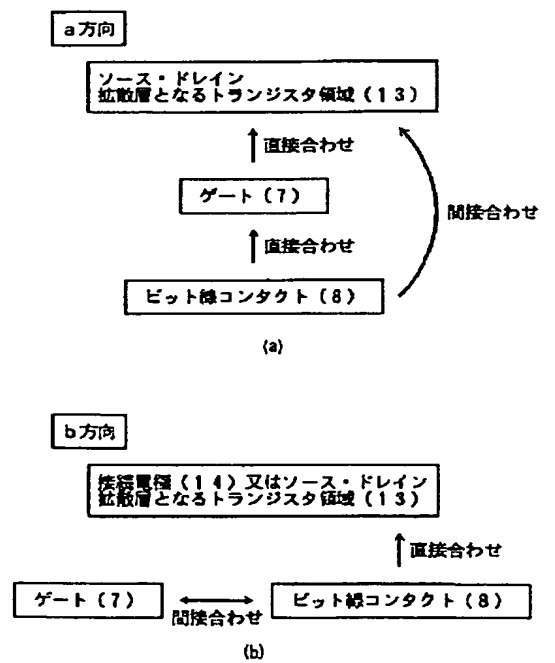 a方向
ソース・ドレイン
拡散層となるトランジスタ領域(13)
直接合わせ
ゲート(7)
間接合わせ
直接合わせ
ビット線コンタクト(8)
(a)
b方向
接続電極(14)又はソース・ドレイン
拡散層となるトランジスタ領域(13)
直接合わせ
ゲート(7)
間接合わせ
ビット線コンタクト(8)
(b)